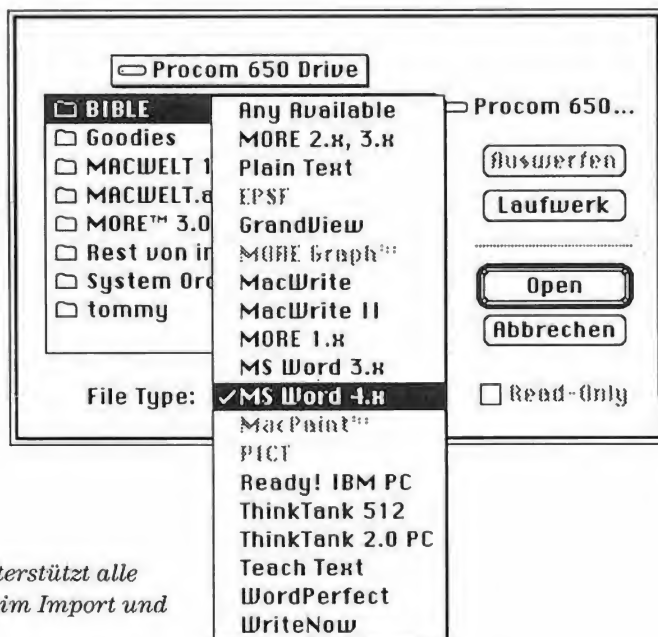 Procom 650 Drive
BIBLE
Goodies
MACWELT 1
MACWELT.a
MORE™ 3.0
Rest von in
System Ord
tommy
File Type:
Any Available
MORE 2.x, 3.x
Plain Text
EPSF
GrandView
MORE Graph
MacWrite
MacWrite II
MORE 1.x
MS Word 3.x
✓MS Word 4.x
MacPaint
PICT
Ready! IBM PC
ThinkTank 512
ThinkTank 2.0 PC
Teach Text
WordPerfect
WriteNow
Procom 650...
Auswerfen
Laufwerk
Open
Abbrechen
Read-Only
terstützt alle
im Import und